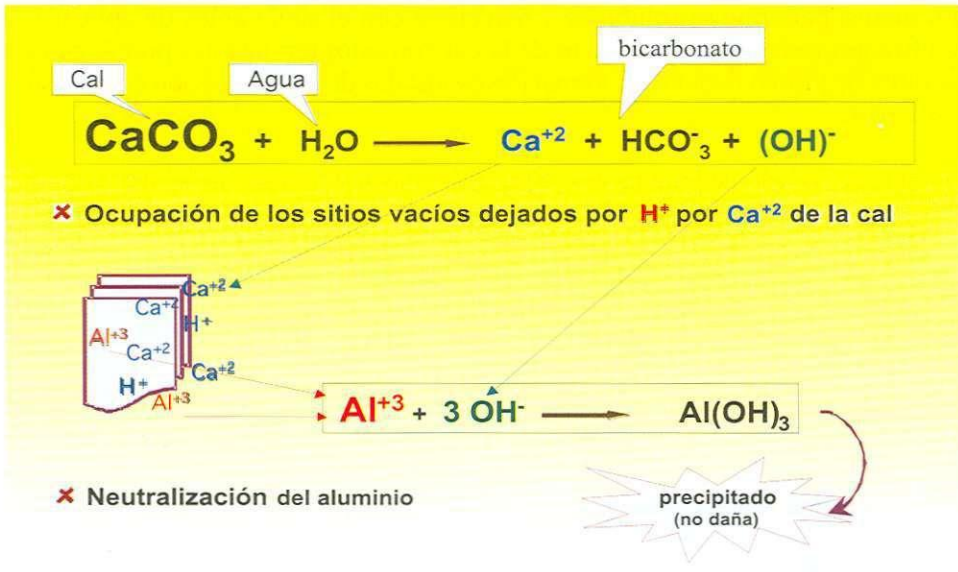 bicarbonato
Cal
Agua
CaCO₃ + H₂O → Ca⁺² + HCO⁻₃ + (OH)⁻
✗ Ocupación de los sitios vacíos dejados por H⁺ por Ca⁺² de la cal
Ca⁺²
Ca⁺²
H⁺
Al⁺³
Ca⁺²
Ca⁺²
H⁺
Al⁺³
Al⁺³ + 3 OH⁻ → Al(OH)₃
✗ Neutralización del aluminio
precipitado
(no daña)